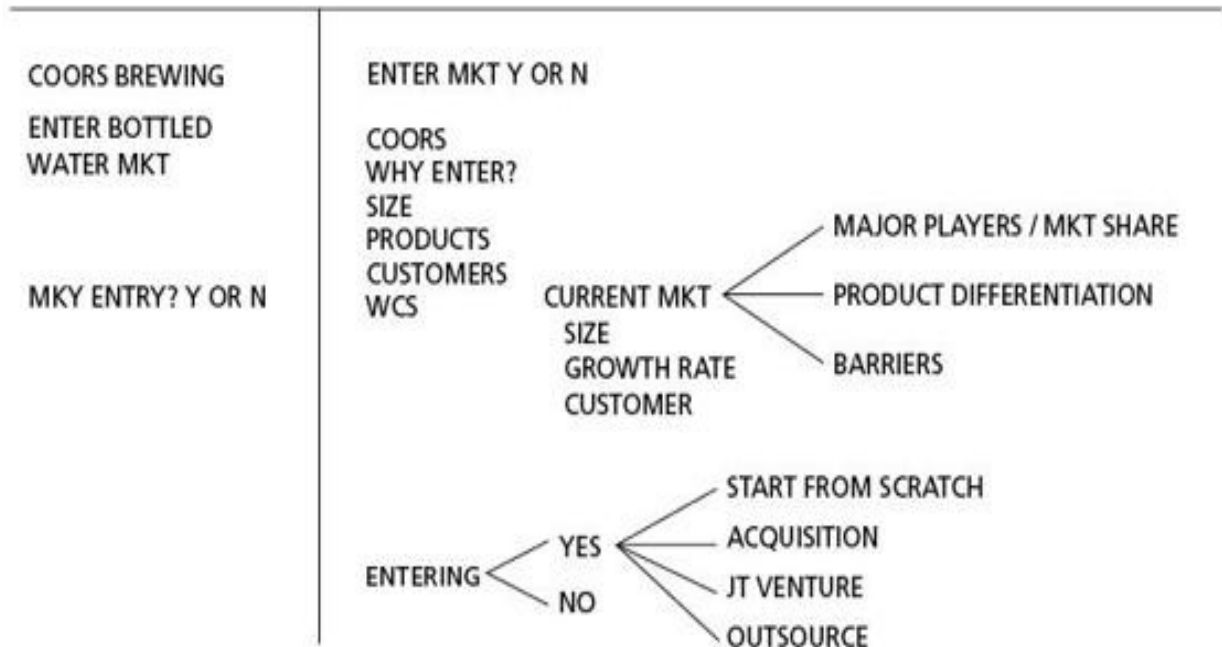 COORS BREWING
ENTER BOTTLED
WATER MKT
MKY ENTRY? Y OR N
ENTER MKT Y OR N
COORS
WHY ENTER?
SIZE
PRODUCTS
CUSTOMERS
WCS
CURRENT MKT
SIZE
GROWTH RATE
CUSTOMER
MAJOR PLAYERS / MKT SHARE
PRODUCT DIFFERENTIATION
BARRIERS
ENTERING
YES
NO
START FROM SCRATCH
ACQUISITION
JT VENTURE
OUTSOURCE